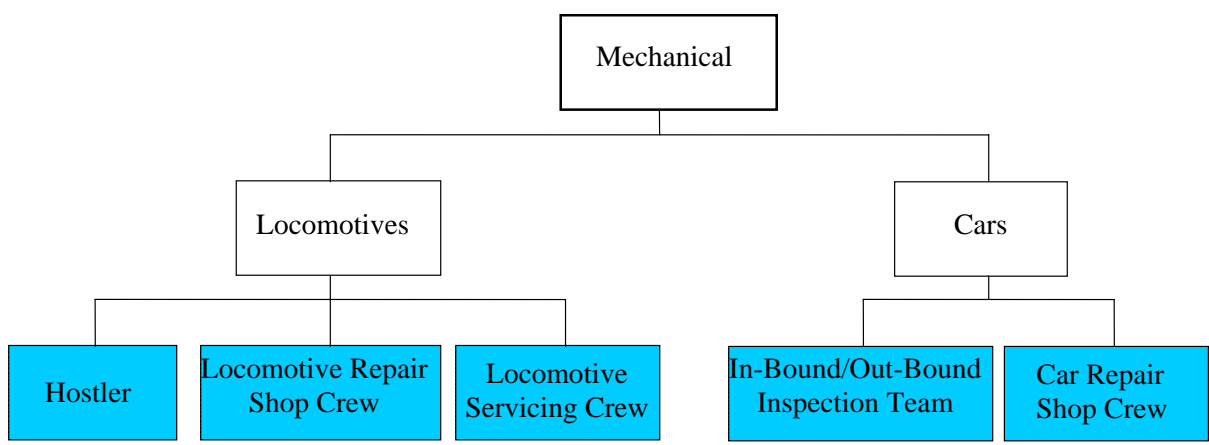 Mechanical
Locomotives
Cars
Hostler
Locomotive Repair
Shop Crew
Locomotive
Servicing Crew
In-Bound/Out-Bound
Inspection Team
Car Repair
Shop Crew